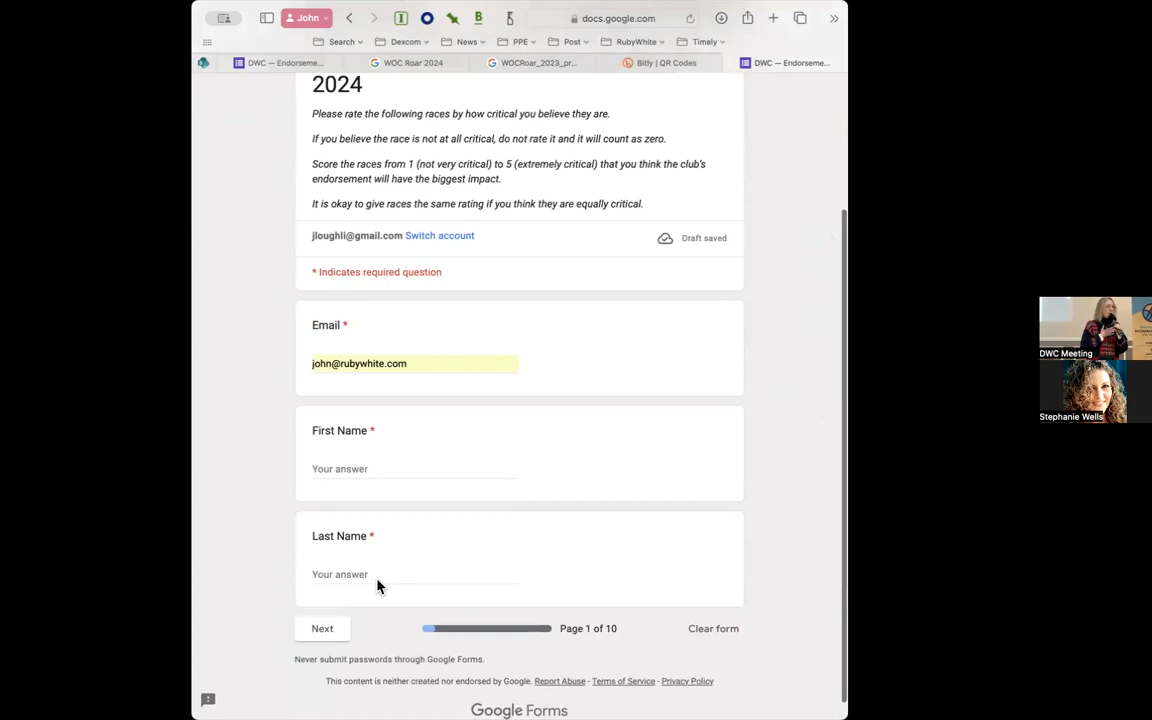 John
docs.google.com
Search
Dexcom
News
PPE
Post
RubyWhite
Timely
DWC — Endorseme...
WOC Roar 2024
WOCRoar_2023_pr...
Bitly | QR Codes
DWC — Endorseme...
2024
Please rate the following races by how critical you believe they are.
If you believe the race is not at all critical, do not rate it and it will count as zero.
Score the races from 1 (not very critical) to 5 (extremely critical) that you think the club's
endorsement will have the biggest impact.
It is okay to give races the same rating if you think they are equally critical.
jloughli@gmail.com Switch account
Draft saved
* Indicates required question
Email *
john@rubywhite.com
First Name *
Your answer
Last Name *
Your answer
Next
Page 1 of 10
Clear form
Never submit passwords through Google Forms.
This content is neither created nor endorsed by Google. Report Abuse - Terms of Service - Privacy Policy
Google Forms
DWC Meeting
Stephanie Wells